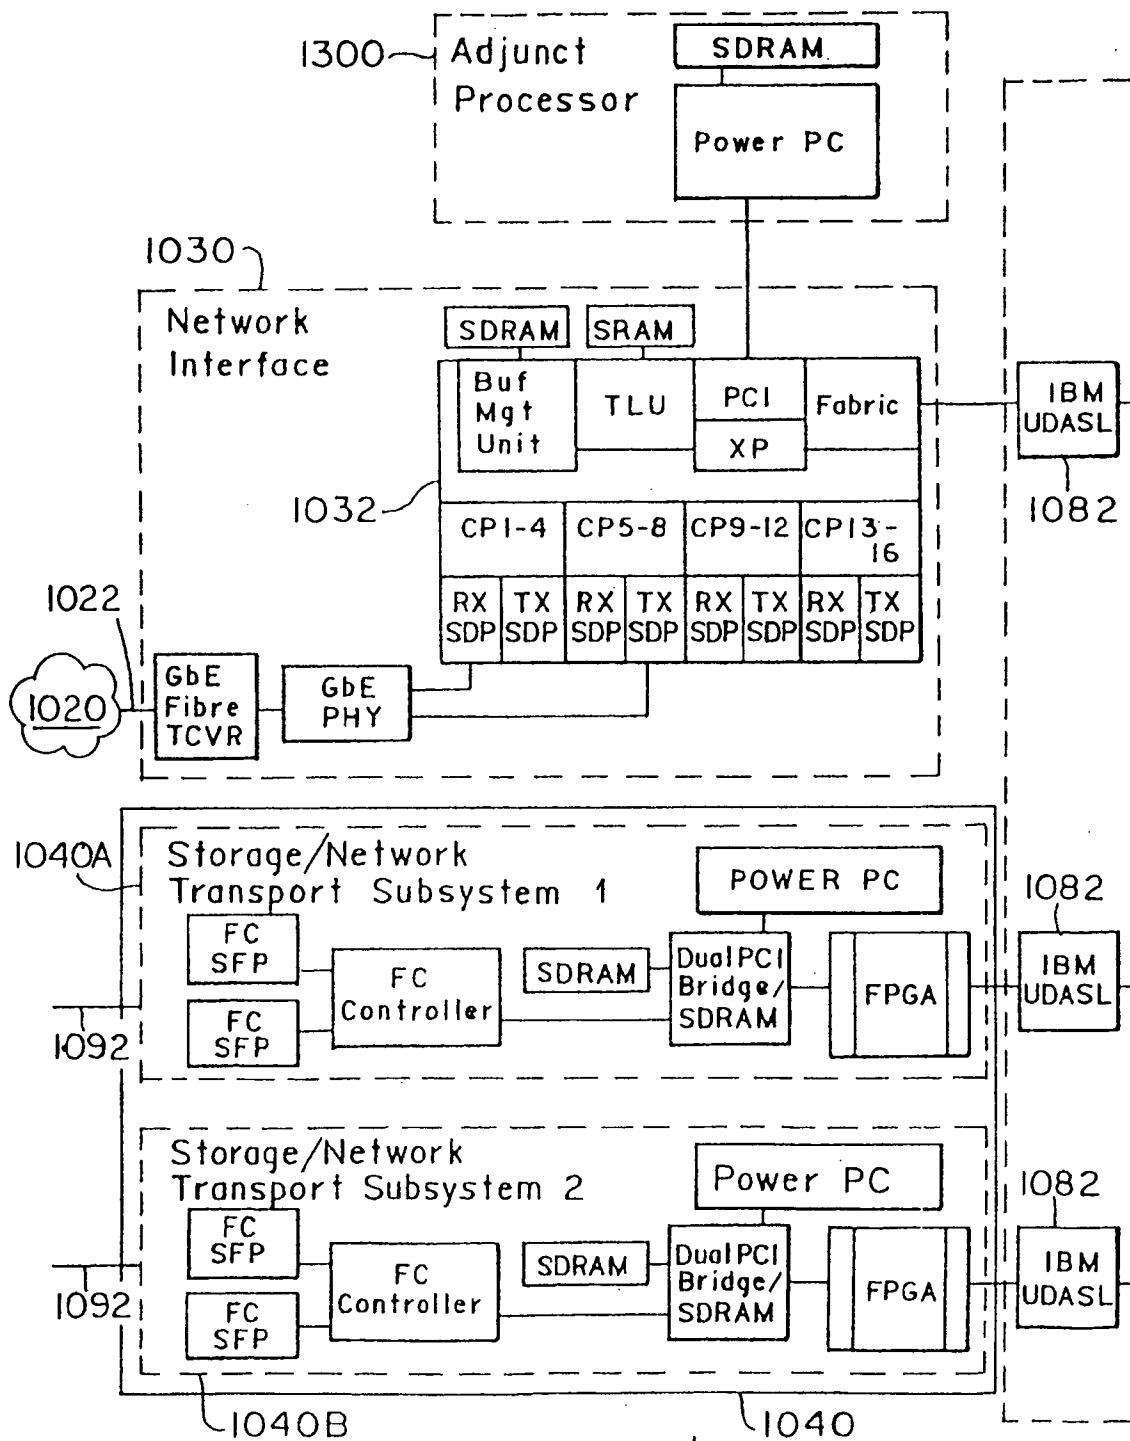 1300
Adjunct
Processor
SDRAM
Power PC
1030
Network
Interface
SDRAM
SRAM
Buf
Mgt
Unit
TLU
PCI
XP
Fabric
IBM
UDASL
1082
1032
CP1-4
CP5-8
CP9-12
CP13-
16
RX
SDP
TX
SDP
RX
SDP
TX
SDP
RX
SDP
TX
SDP
RX
SDP
TX
SDP
1022
1020
GbE
Fibre
TCVR
GbE
PHY
1040A
Storage/Network
Transport Subsystem 1
POWER PC
FC
SFP
FC
SFP
FC
Controller
SDRAM
Dual PCI
Bridge/
SDRAM
FPGA
1082
IBM
UDASL
1092
Storage/Network
Transport Subsystem 2
Power PC
FC
SFP
FC
SFP
FC
Controller
SDRAM
Dual PCI
Bridge/
SDRAM
FPGA
1082
IBM
UDASL
1092
1040B
1040